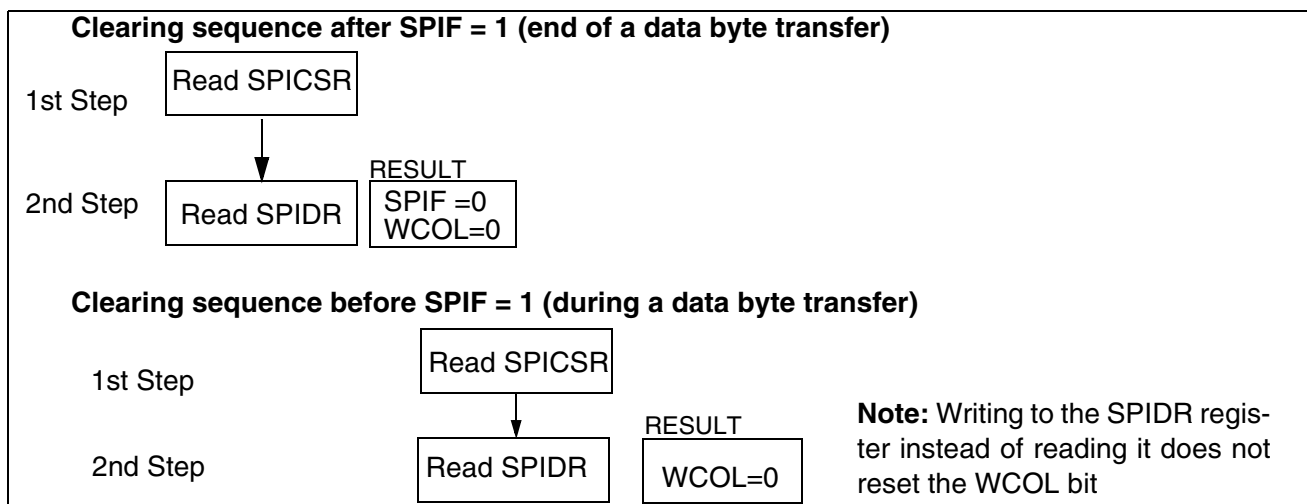 Clearing sequence after SPIF = 1 (end of a data byte transfer)
1st Step
Read SPICSR
2nd Step
Read SPIDR
RESULT
SPIF =0
WCOL=0
Clearing sequence before SPIF = 1 (during a data byte transfer)
1st Step
Read SPICSR
2nd Step
Read SPIDR
RESULT
WCOL=0
Note: Writing to the SPIDR regis-
ter instead of reading it does not
reset the WCOL bit